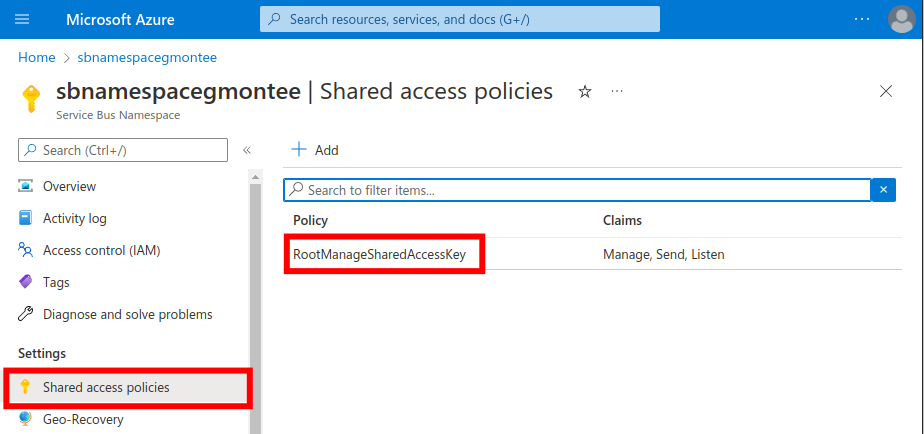 Microsoft Azure
Search resources, services, and docs (G+/)
Home > sbnamespacegmontee
sbnamespacegmontee | Shared access policies
Service Bus Namespace
Search (Ctrl+/)
Overview
Activity log
Access control (IAM)
Tags
Diagnose and solve problems
Settings
Shared access policies
Geo-Recovery
Add
Search to filter items...
Policy Claims
RootManageSharedAccessKey Manage, Send, Listen